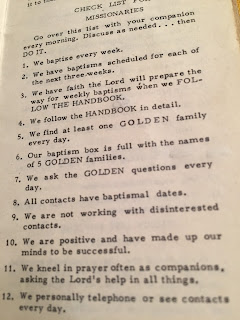 is to
CHECK LIST FO
MISSIONARIES
Go over this list with your companion
every morning. Discuss as needed . . . then
DO IT.
1. We baptise every week.
2. We have baptisms scheduled for each of
the next three weeks.
3. We have faith the Lord will prepare the
way for weekly baptisms when we FOL-
LOW THE HANDBOOK.
4. We follow the HANDBOOK in detail.
5. We find at least one GOLDEN family
every day.
6. Our baptism box is full with the names
of 5 GOLDEN families.
7. We ask the GOLDEN questions every
day.
8. All contacts have baptismal dates.
9. We are not working with disinterested
contacts.
10. We are positive and have made up our
minds to be successful.
11. We kneel in prayer often as companions,
asking the Lord's help in all things.
12. We personally telephone or see contacts
every day.